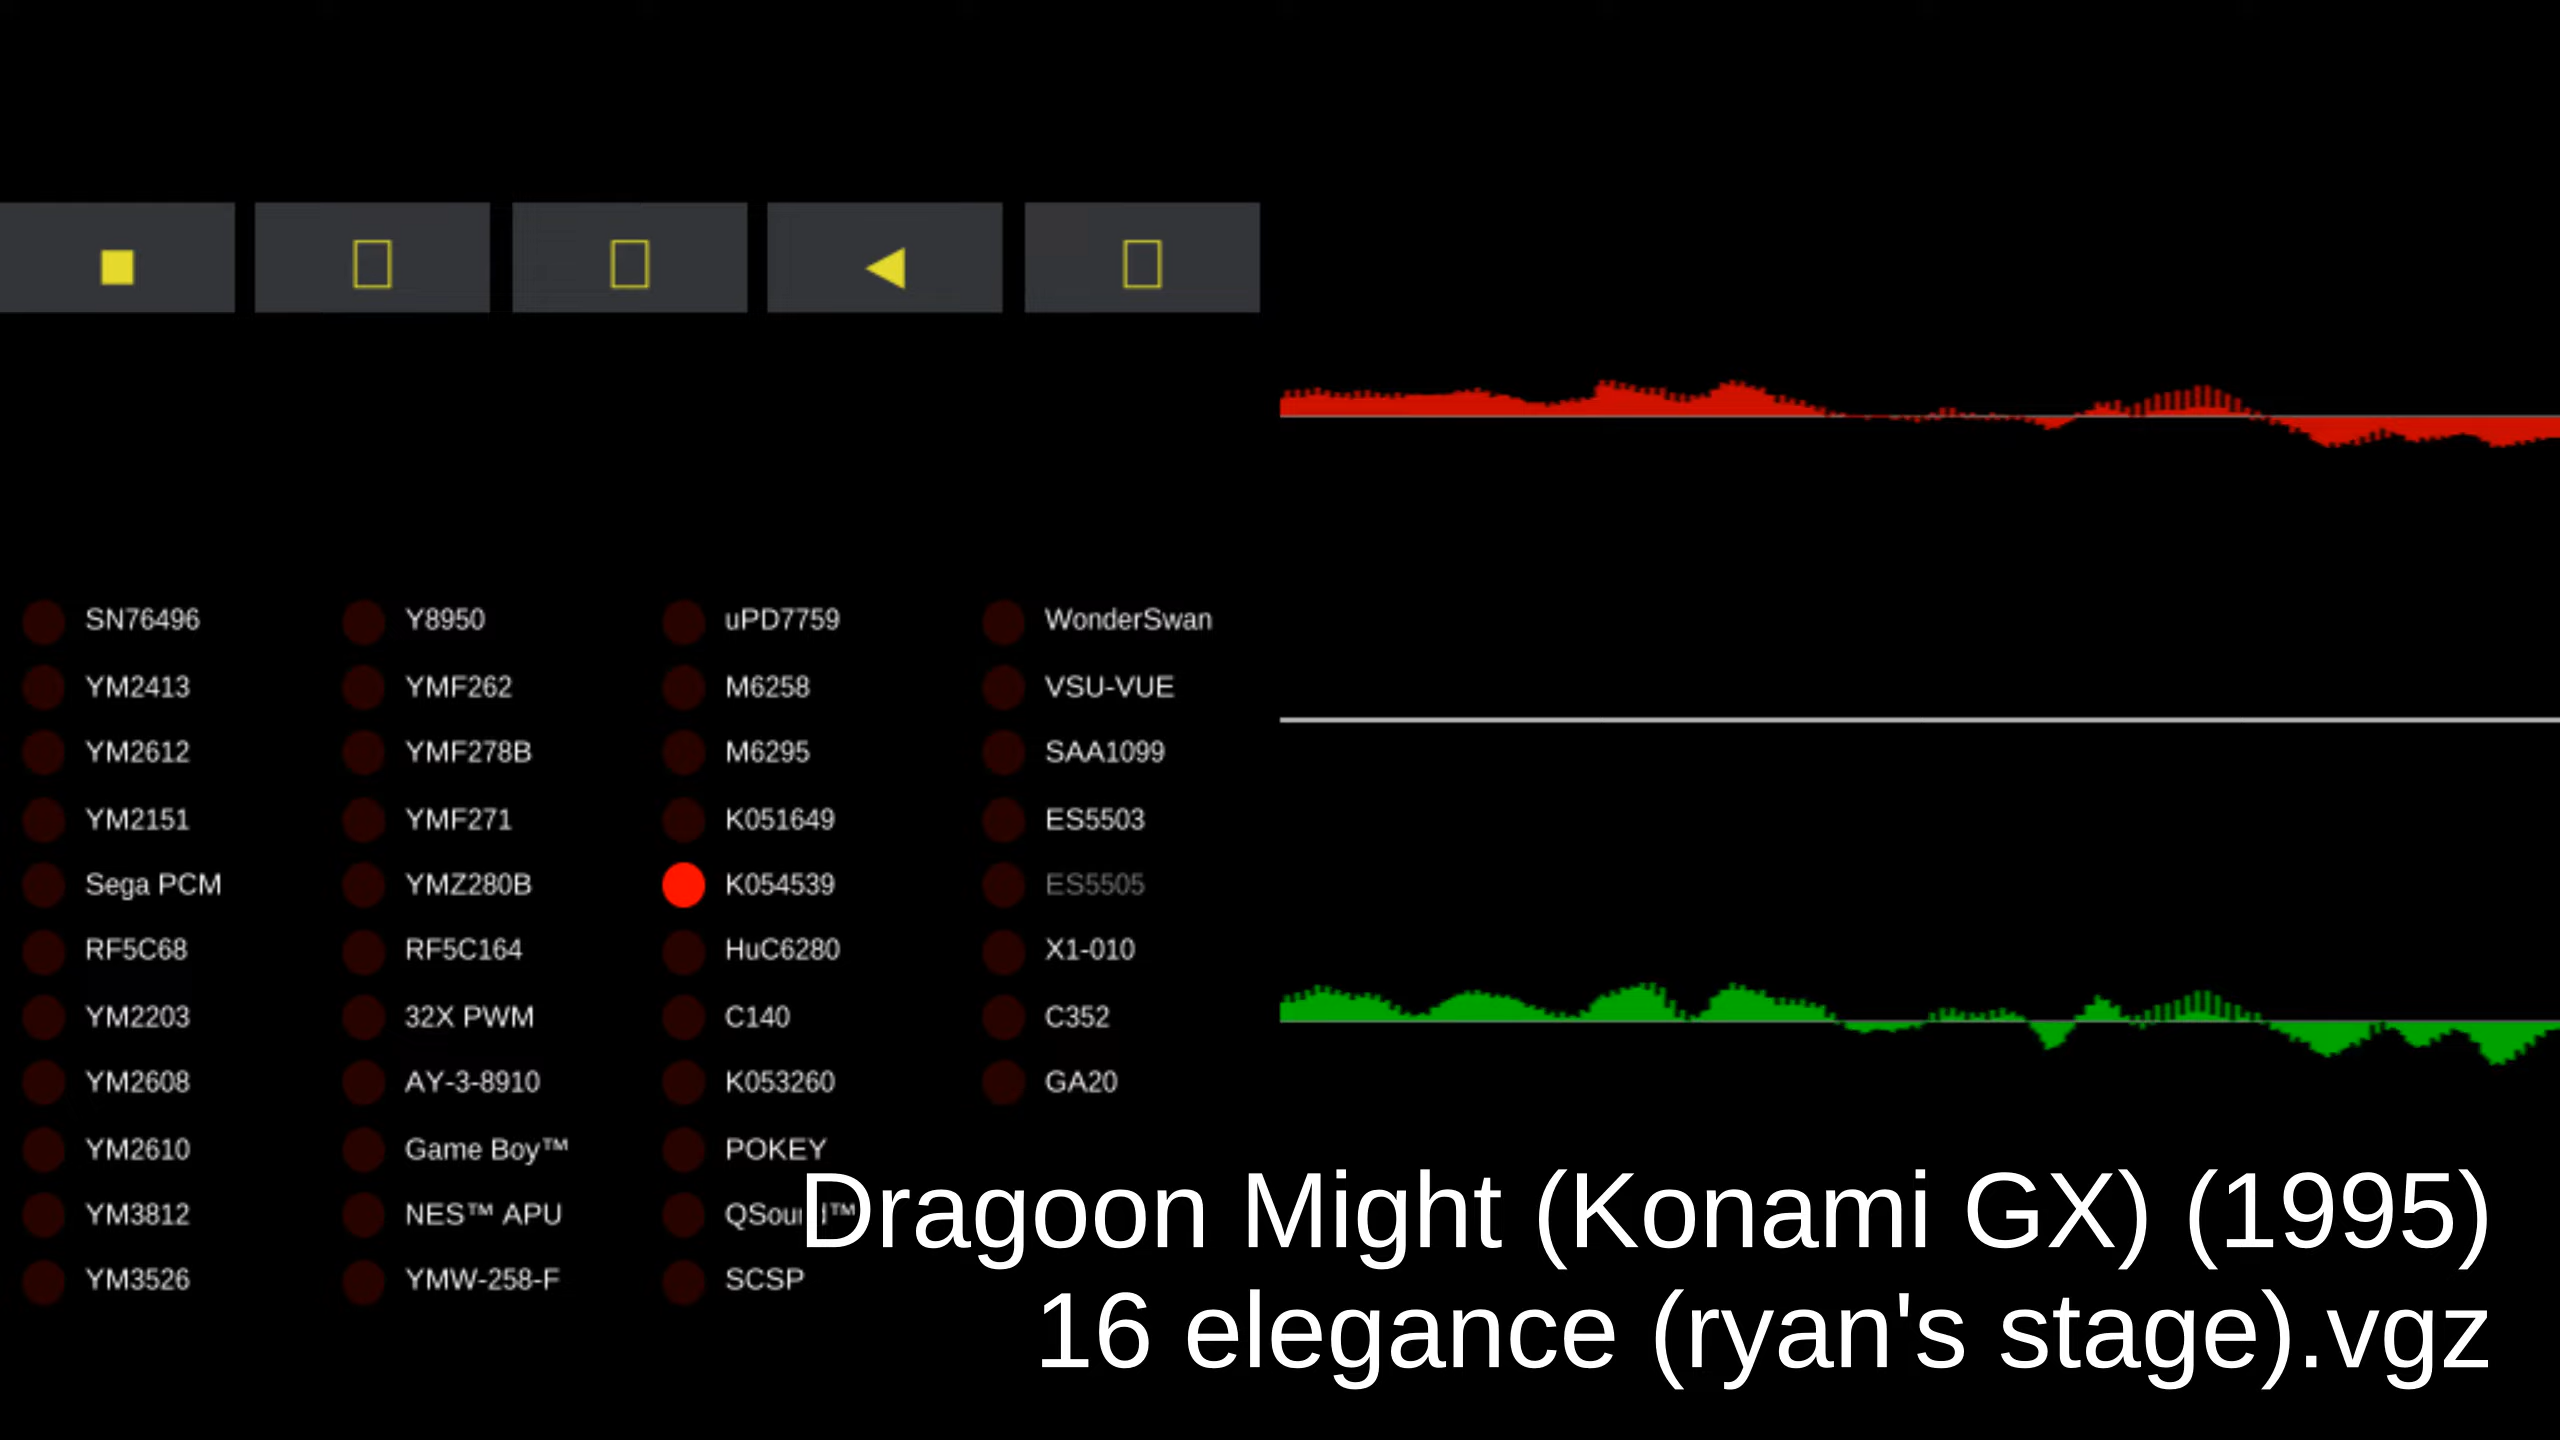 SN76496
YM2413
YM2612
YM2151
Sega PCM
RF5C68
YM2203
YM2608
YM2610
YM3812
YM3526
Y8950
YMF262
YMF278B
YMF271
YMZ280B
RF5C164
32X PWM
AY-3-8910
Game Boy™
NES™ APU
YMW-258-F
uPD7759
M6258
M6295
K051649
K054539
HuC6280
C140
K053260
POKEY
QSound™
SCSP
WonderSwan
VSU-VUE
SAA1099
ES5503
ES5505
X1-010
C352
GA20
Dragoon Might (Konami GX) (1995)
16 elegance (ryan's stage).vgz